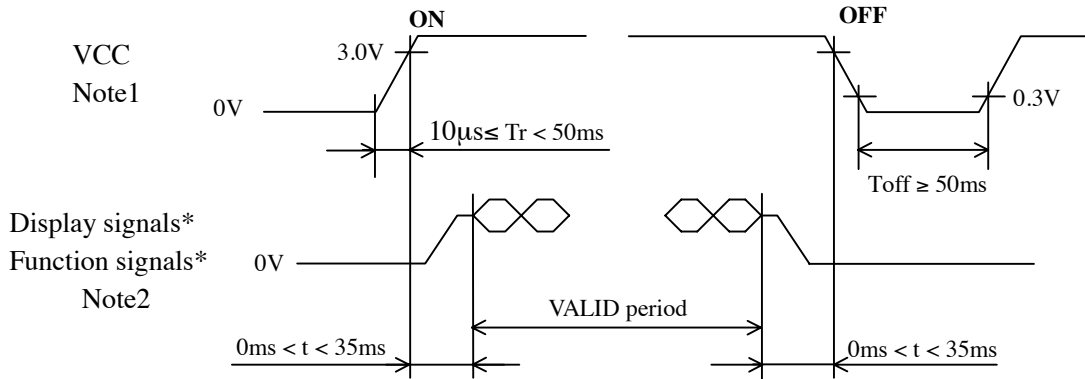 ON
OFF
VCC
Note1
3.0V
0V
0.3V
10μs≤ Tr < 50ms
Toff ≥ 50ms
Display signals*
Function signals*
Note2
0V
VALID period
0ms < t < 35ms
0ms < t < 35ms